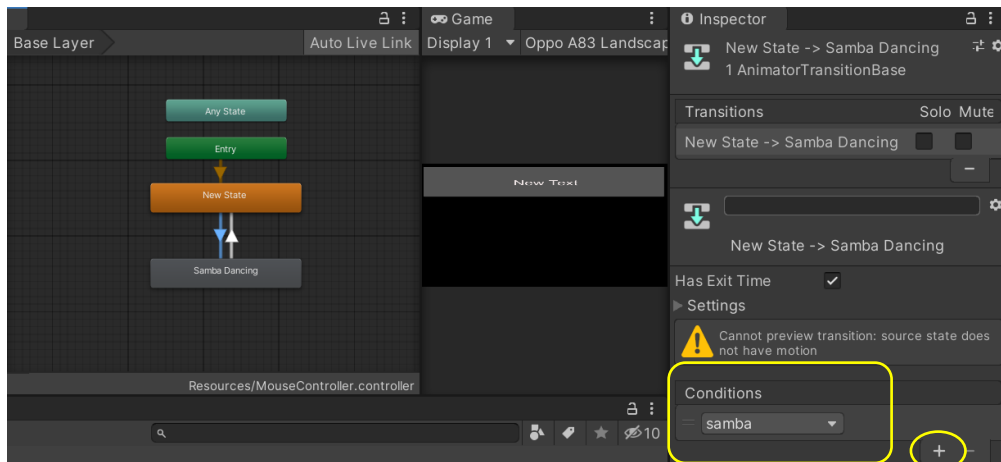 Base Layer
Auto Live Link
Any State
Entry
New State
Samba Dancing
Resources/MouseController.controller
10
Game
Display 1
Oppo A83 Landscap
New Text
Inspector
New State -> Samba Dancing
1 AnimatorTransitionBase
Transitions Solo Mute
New State -> Samba Dancing
New State -> Samba Dancing
Has Exit Time
Settings
Cannot preview transition: source state does
not have motion
Conditions
samba